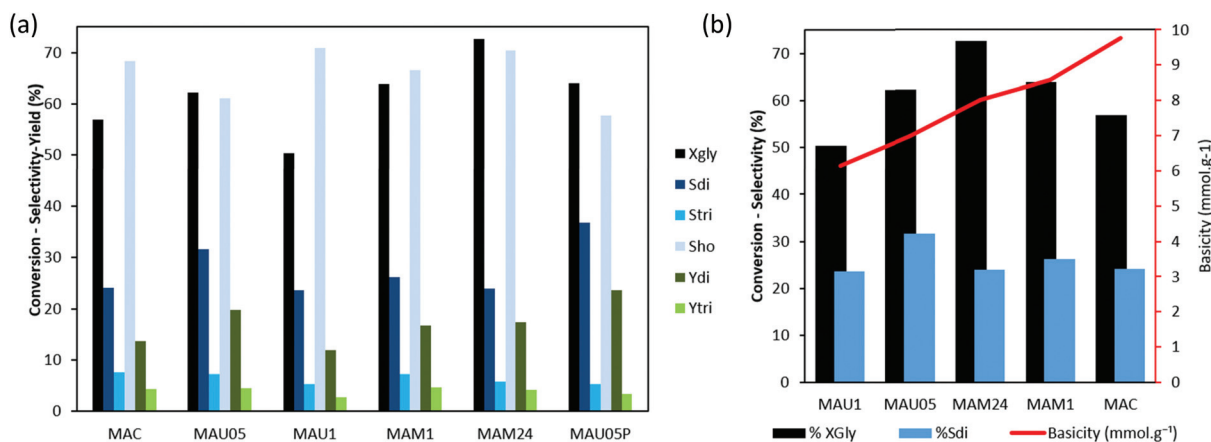 (a)
Conversion - Selectivity-Yield (%)
70
60
50
40
30
20
10
0
MAC MAU05 MAU1 MAM1 MAM24 MAU05P
Xgly
Sdi
Stri
Sho
Ydi
Ytri
(b)
Conversion - Selectivity (%)
70
60
50
40
30
20
10
0
MAU1 MAU05 MAM24 MAM1 MAC
10
9
8
7
6
5
4
3
2
1
0
Basicity (mmol.g-1)
% XGly %Sdi Basicity (mmol.g⁻¹)